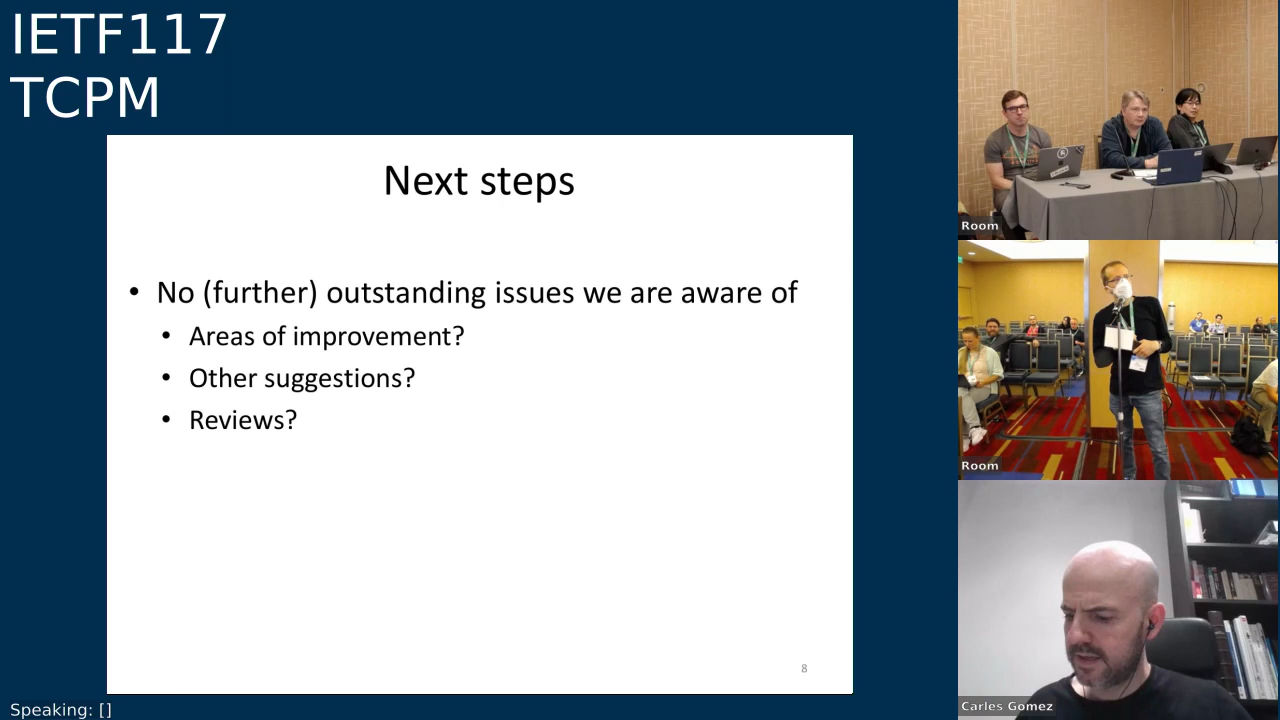 IETF117
TCPM
Next steps
• No (further) outstanding issues we are aware of
• Areas of improvement?
• Other suggestions?
• Reviews?
8
Speaking: []
Room
Room
Carles Gomez